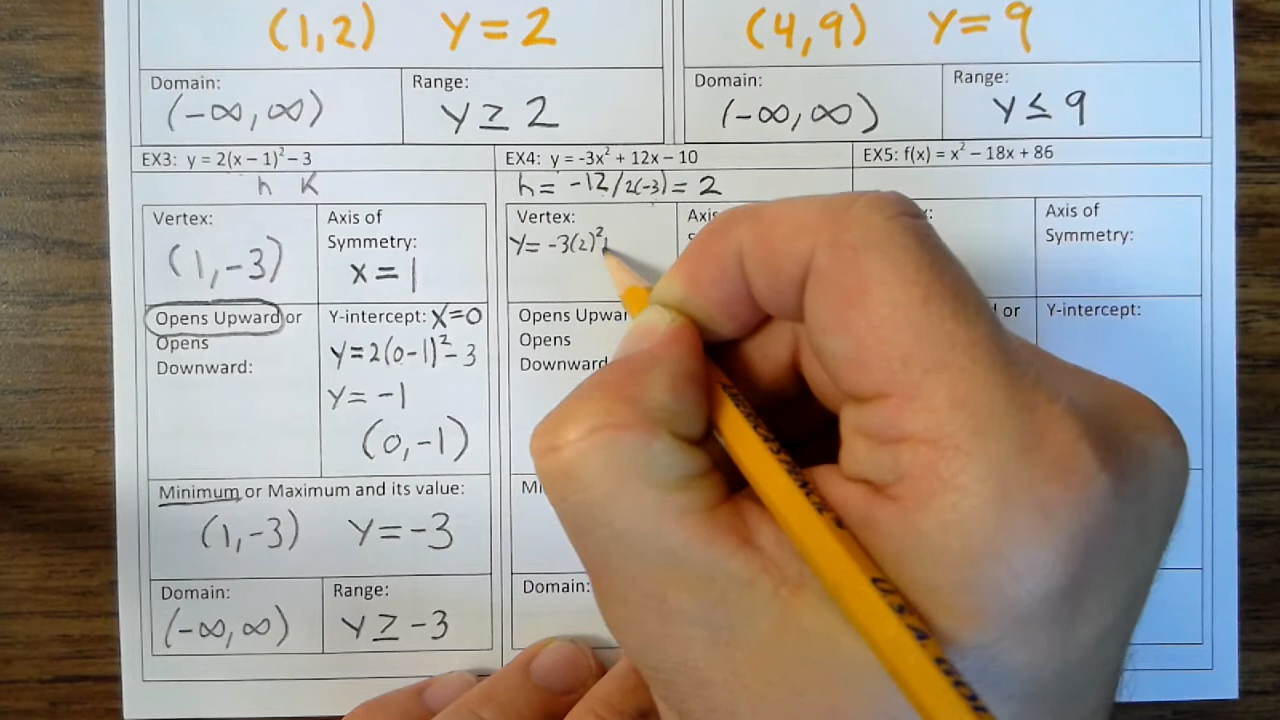 (1,2) y = 2
(4,9) y = 9
Domain:
(-∞,∞)
Range:
y ≥ 2
Domain:
(-∞,∞)
Range:
y ≤ 9
EX3: y = 2(x – 1)² – 3
h K
Vertex:
(1,-3)
Axis of
Symmetry:
x = 1
Opens Upward or
Opens
Downward:
Y-intercept: x=0
y=2(0-1)²-3
y= -1
(0,-1)
Minimum or Maximum and its value:
(1,-3) y=-3
Domain:
(-∞,∞)
Range:
y ≥ -3
EX4: y = -3x² + 12x – 10
h= -12/2(-3) = 2
Vertex:
y= -3(2)²
Opens
Downward
Domain:
EX5: f(x) = x² – 18x + 86
or
Axis of
Symmetry:
Y-intercept: